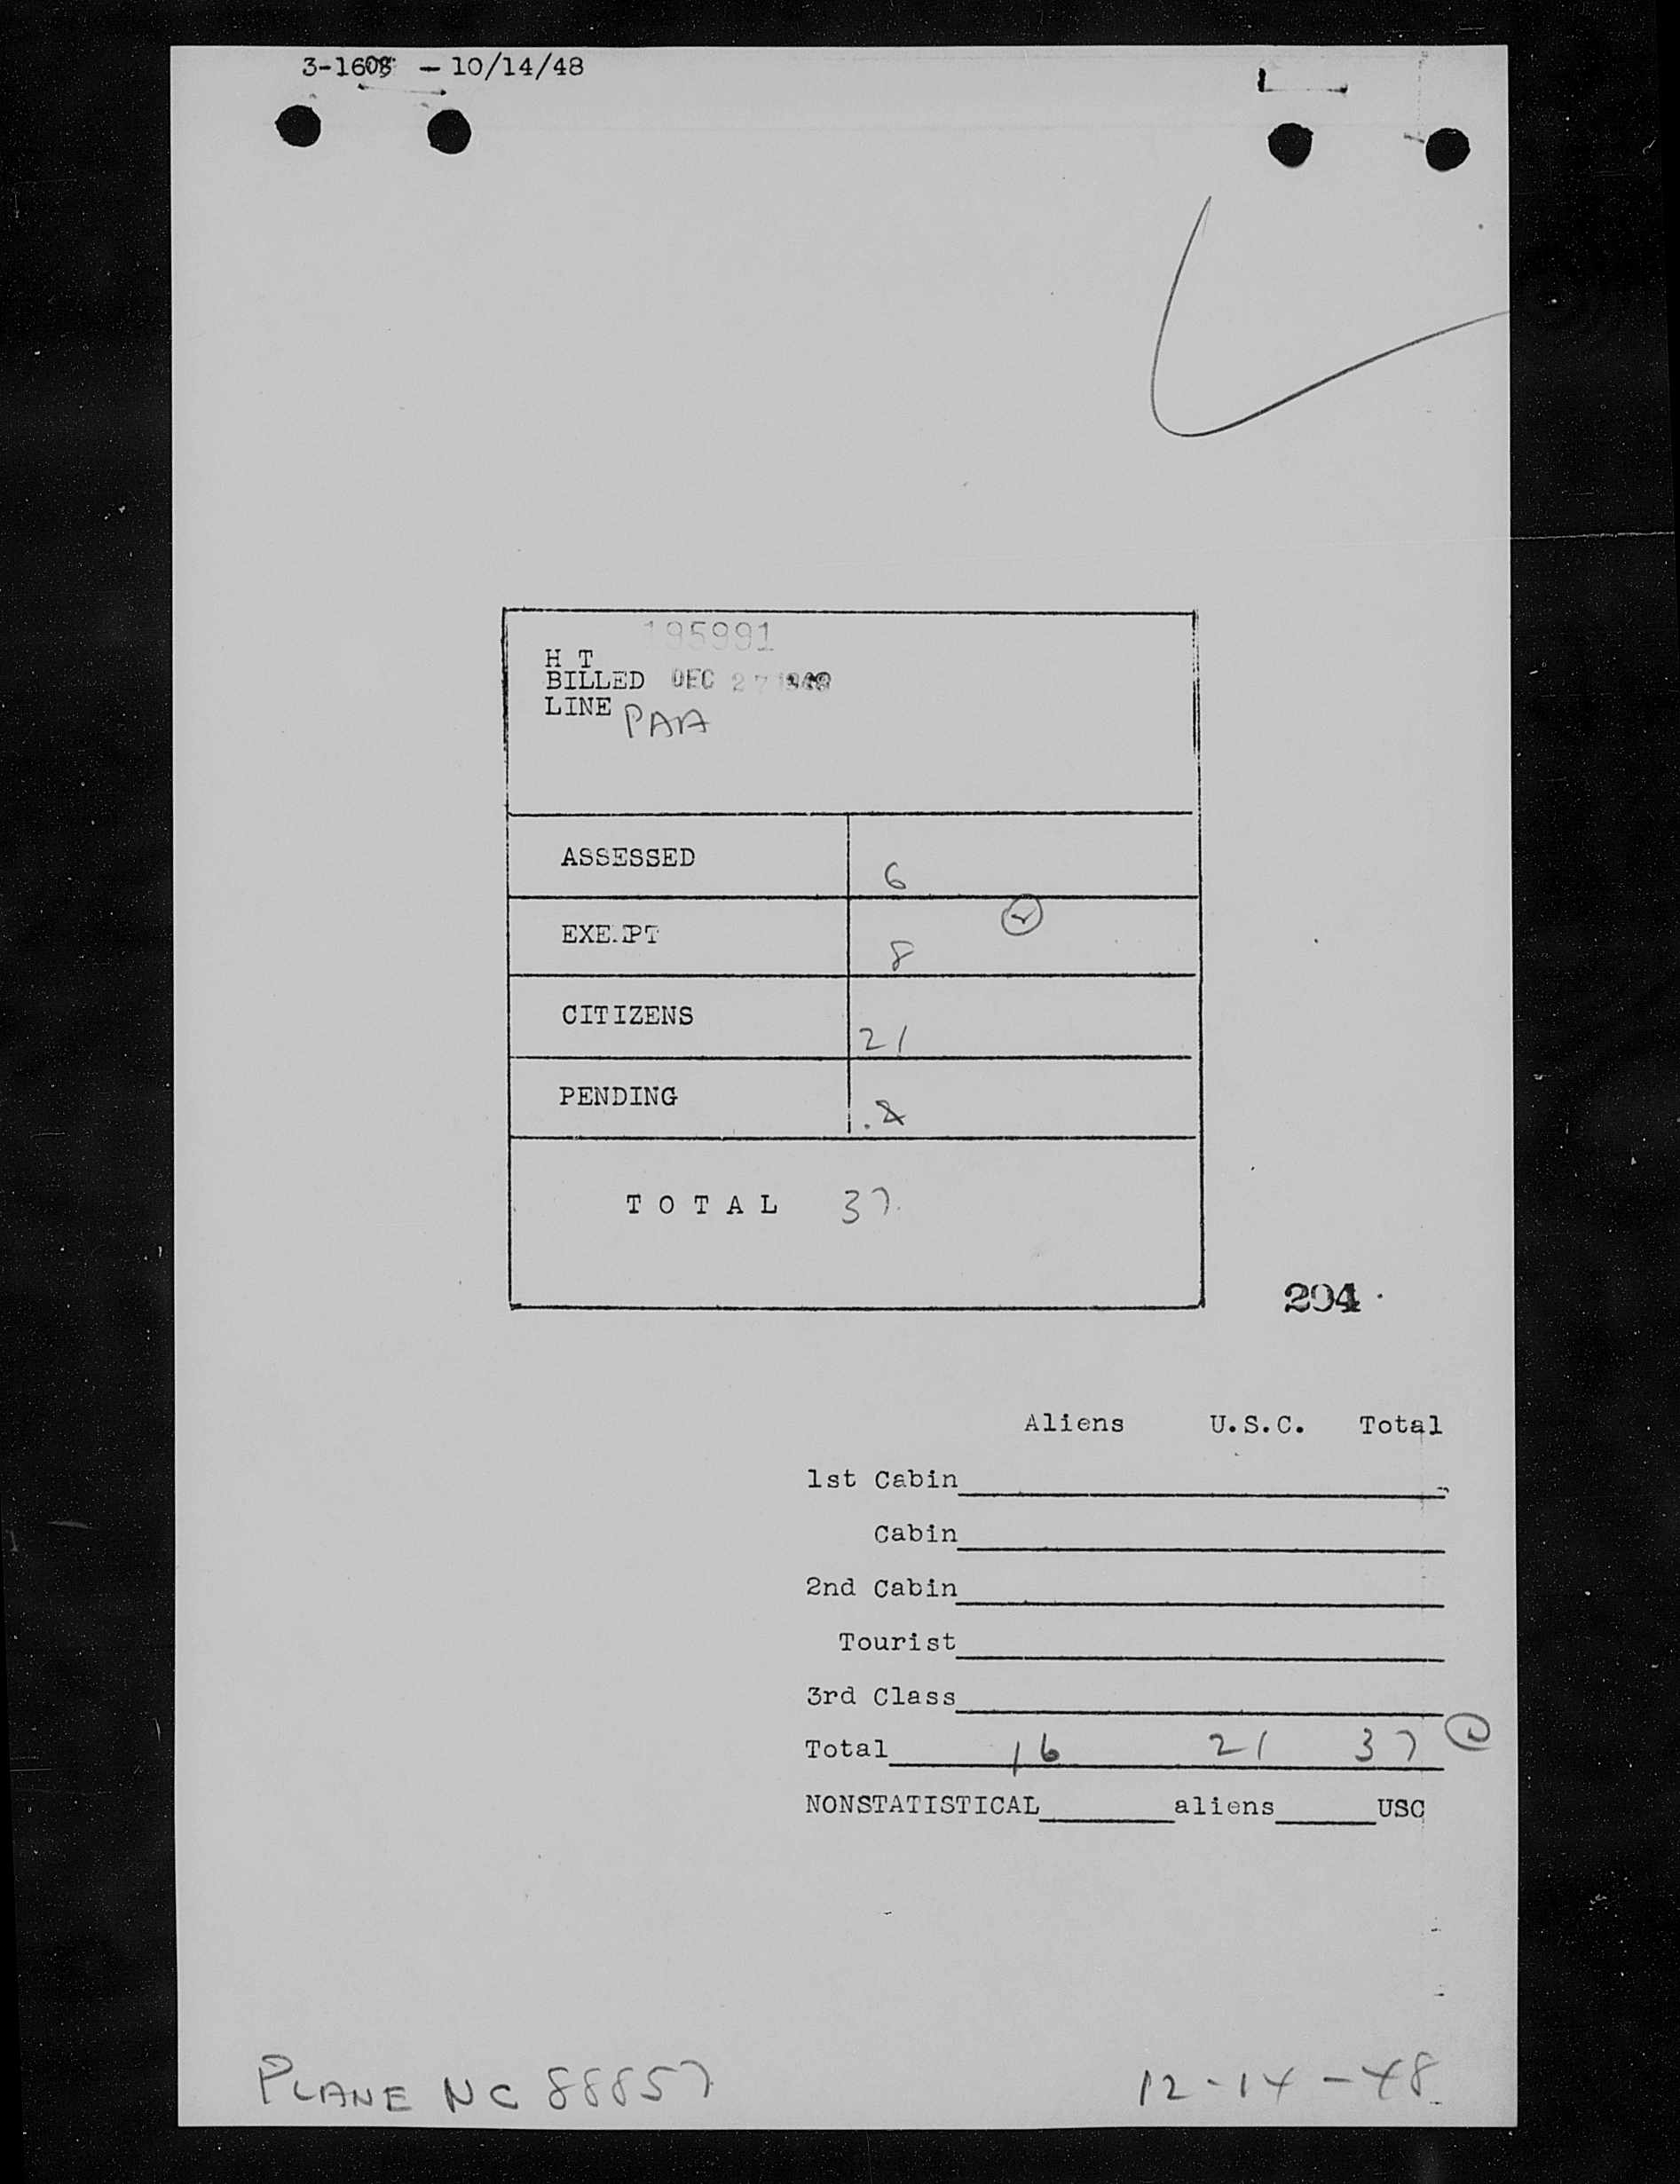 3-1608 - 10/14/48
195991
H T
BILLED DEC 27 1948
LINE PAA
ASSESSED 6
EXEMPT 8
CITIZENS 21
PENDING
TOTAL 37
294
Aliens U.S.C. Total
1st Cabin
Cabin
2nd Cabin
Tourist
3rd Class
Total 16 21 37
NONSTATISTICAL aliens USC
PLANE NC 88857 12-14-48